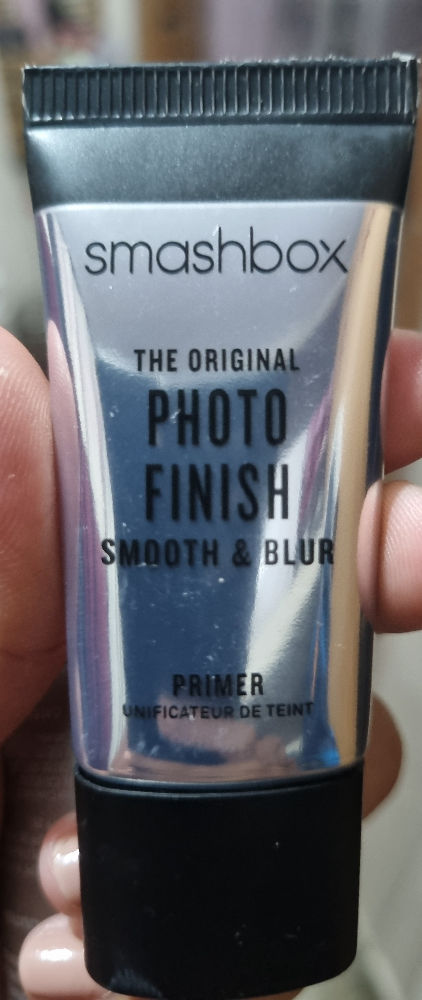 smashbox
THE ORIGINAL
PHOTO
FINISH
SMOOTH & BLUR
PRIMER
UNIFICATEUR DE TEINT